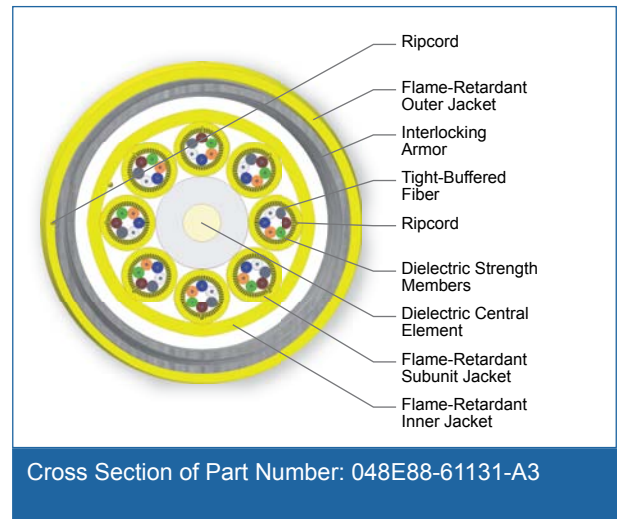 Ripcord
Flame-Retardant
Outer Jacket
Interlocking
Armor
Tight-Buffered
Fiber
Ripcord
Dielectric Strength
Members
Dielectric Central
Element
Flame-Retardant
Subunit Jacket
Flame-Retardant
Inner Jacket
Cross Section of Part Number: 048E88-61131-A3